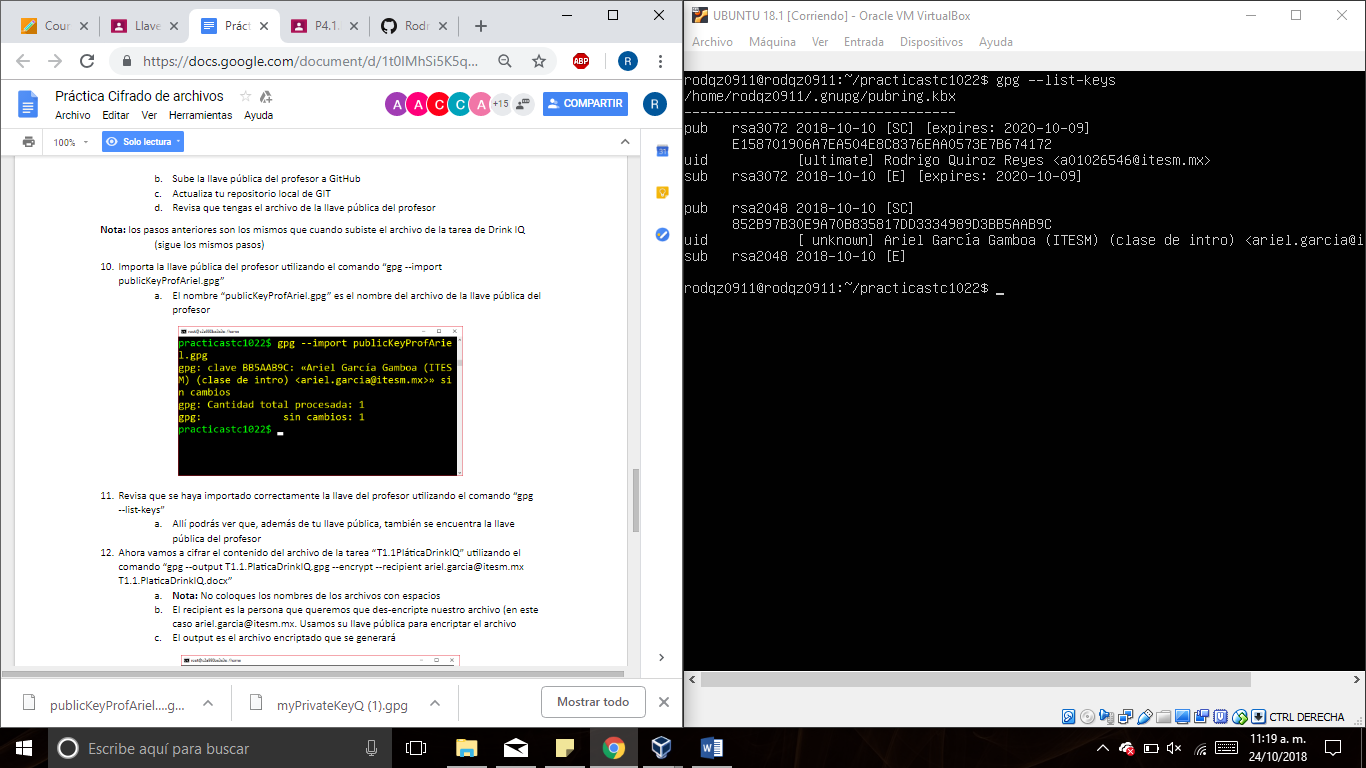 Cour
Llave
Práct
P4.1.
Rodr
https://docs.google.com/document/d/1t0IMhSi5K5q...
ABP
R
Práctica Cifrado de archivos
Archivo Editar Ver Herramientas Ayuda
A A C C A +15
COMPARTIR
R
100%
Solo lectura
31
b. Sube la llave pública del profesor a GitHub
c. Actualiza tu repositorio local de GIT
d. Revisa que tengas el archivo de la llave pública del profesor
Nota: los pasos anteriores son los mismos que cuando subiste el archivo de la tarea de Drink IQ
(sigue los mismos pasos)
10. Importa la llave pública del profesor utilizando el comando “gpg --import
publicKeyProfAriel.gpg”
a. El nombre “publicKeyProfAriel.gpg” es el nombre del archivo de la llave pública del
profesor
practicastc1022$ gpg --import publicKeyProfArie
l.gpg
gpg: clave BB5AAB9C: «Ariel García Gamboa (ITES
M) (clase de intro) <ariel.garcia@itesm.mx>» si
n cambios
gpg: Cantidad total procesada: 1
gpg: sin cambios: 1
practicastc1022$
11. Revisa que se haya importado correctamente la llave del profesor utilizando el comando “gpg
--list-keys”
a. Allí podrás ver que, además de tu llave pública, también se encuentra la llave
pública del profesor
12. Ahora vamos a cifrar el contenido del archivo de la tarea “T1.1PláticaDrinkIQ” utilizando el
comando “gpg --output T1.1.PlaticaDrinkIQ.gpg --encrypt --recipient ariel.garcia@itesm.mx
T1.1.PlaticaDrinkIQ.docx”
a. Nota: No coloques los nombres de los archivos con espacios
b. El recipient es la persona que queremos que des-encripte nuestro archivo (en este
caso ariel.garcia@itesm.mx. Usamos su llave pública para encriptar el archivo
c. El output es el archivo encriptado que se generará
publicKeyProfAriel....g...
myPrivateKeyQ (1).gpg
Mostrar todo
UBUNTU 18.1 [Corriendo] - Oracle VM VirtualBox
Archivo Máquina Ver Entrada Dispositivos Ayuda
rodqz0911@rodqz0911:~/practicastc1022$ gpg --list-keys
/home/rodqz0911/.gnupg/pubring.kbx
----------------------------------
pub rsa3072 2018-10-10 [SC] [expires: 2020-10-09]
E158701906A7EA504E8C8376EAA0573E7B674172
uid [ultimate] Rodrigo Quiroz Reyes <a01026546@itesm.mx>
sub rsa3072 2018-10-10 [E] [expires: 2020-10-09]
pub rsa2048 2018-10-10 [SC]
852B97B30E9A70B835817DD3334989D3BB5AAB9C
uid [ unknown] Ariel García Gamboa (ITESM) (clase de intro) <ariel.garcia@i
sub rsa2048 2018-10-10 [E]
rodqz0911@rodqz0911:~/practicastc1022$ _
CTRL DERECHA
Escribe aquí para buscar
11:19 a. m.
24/10/2018